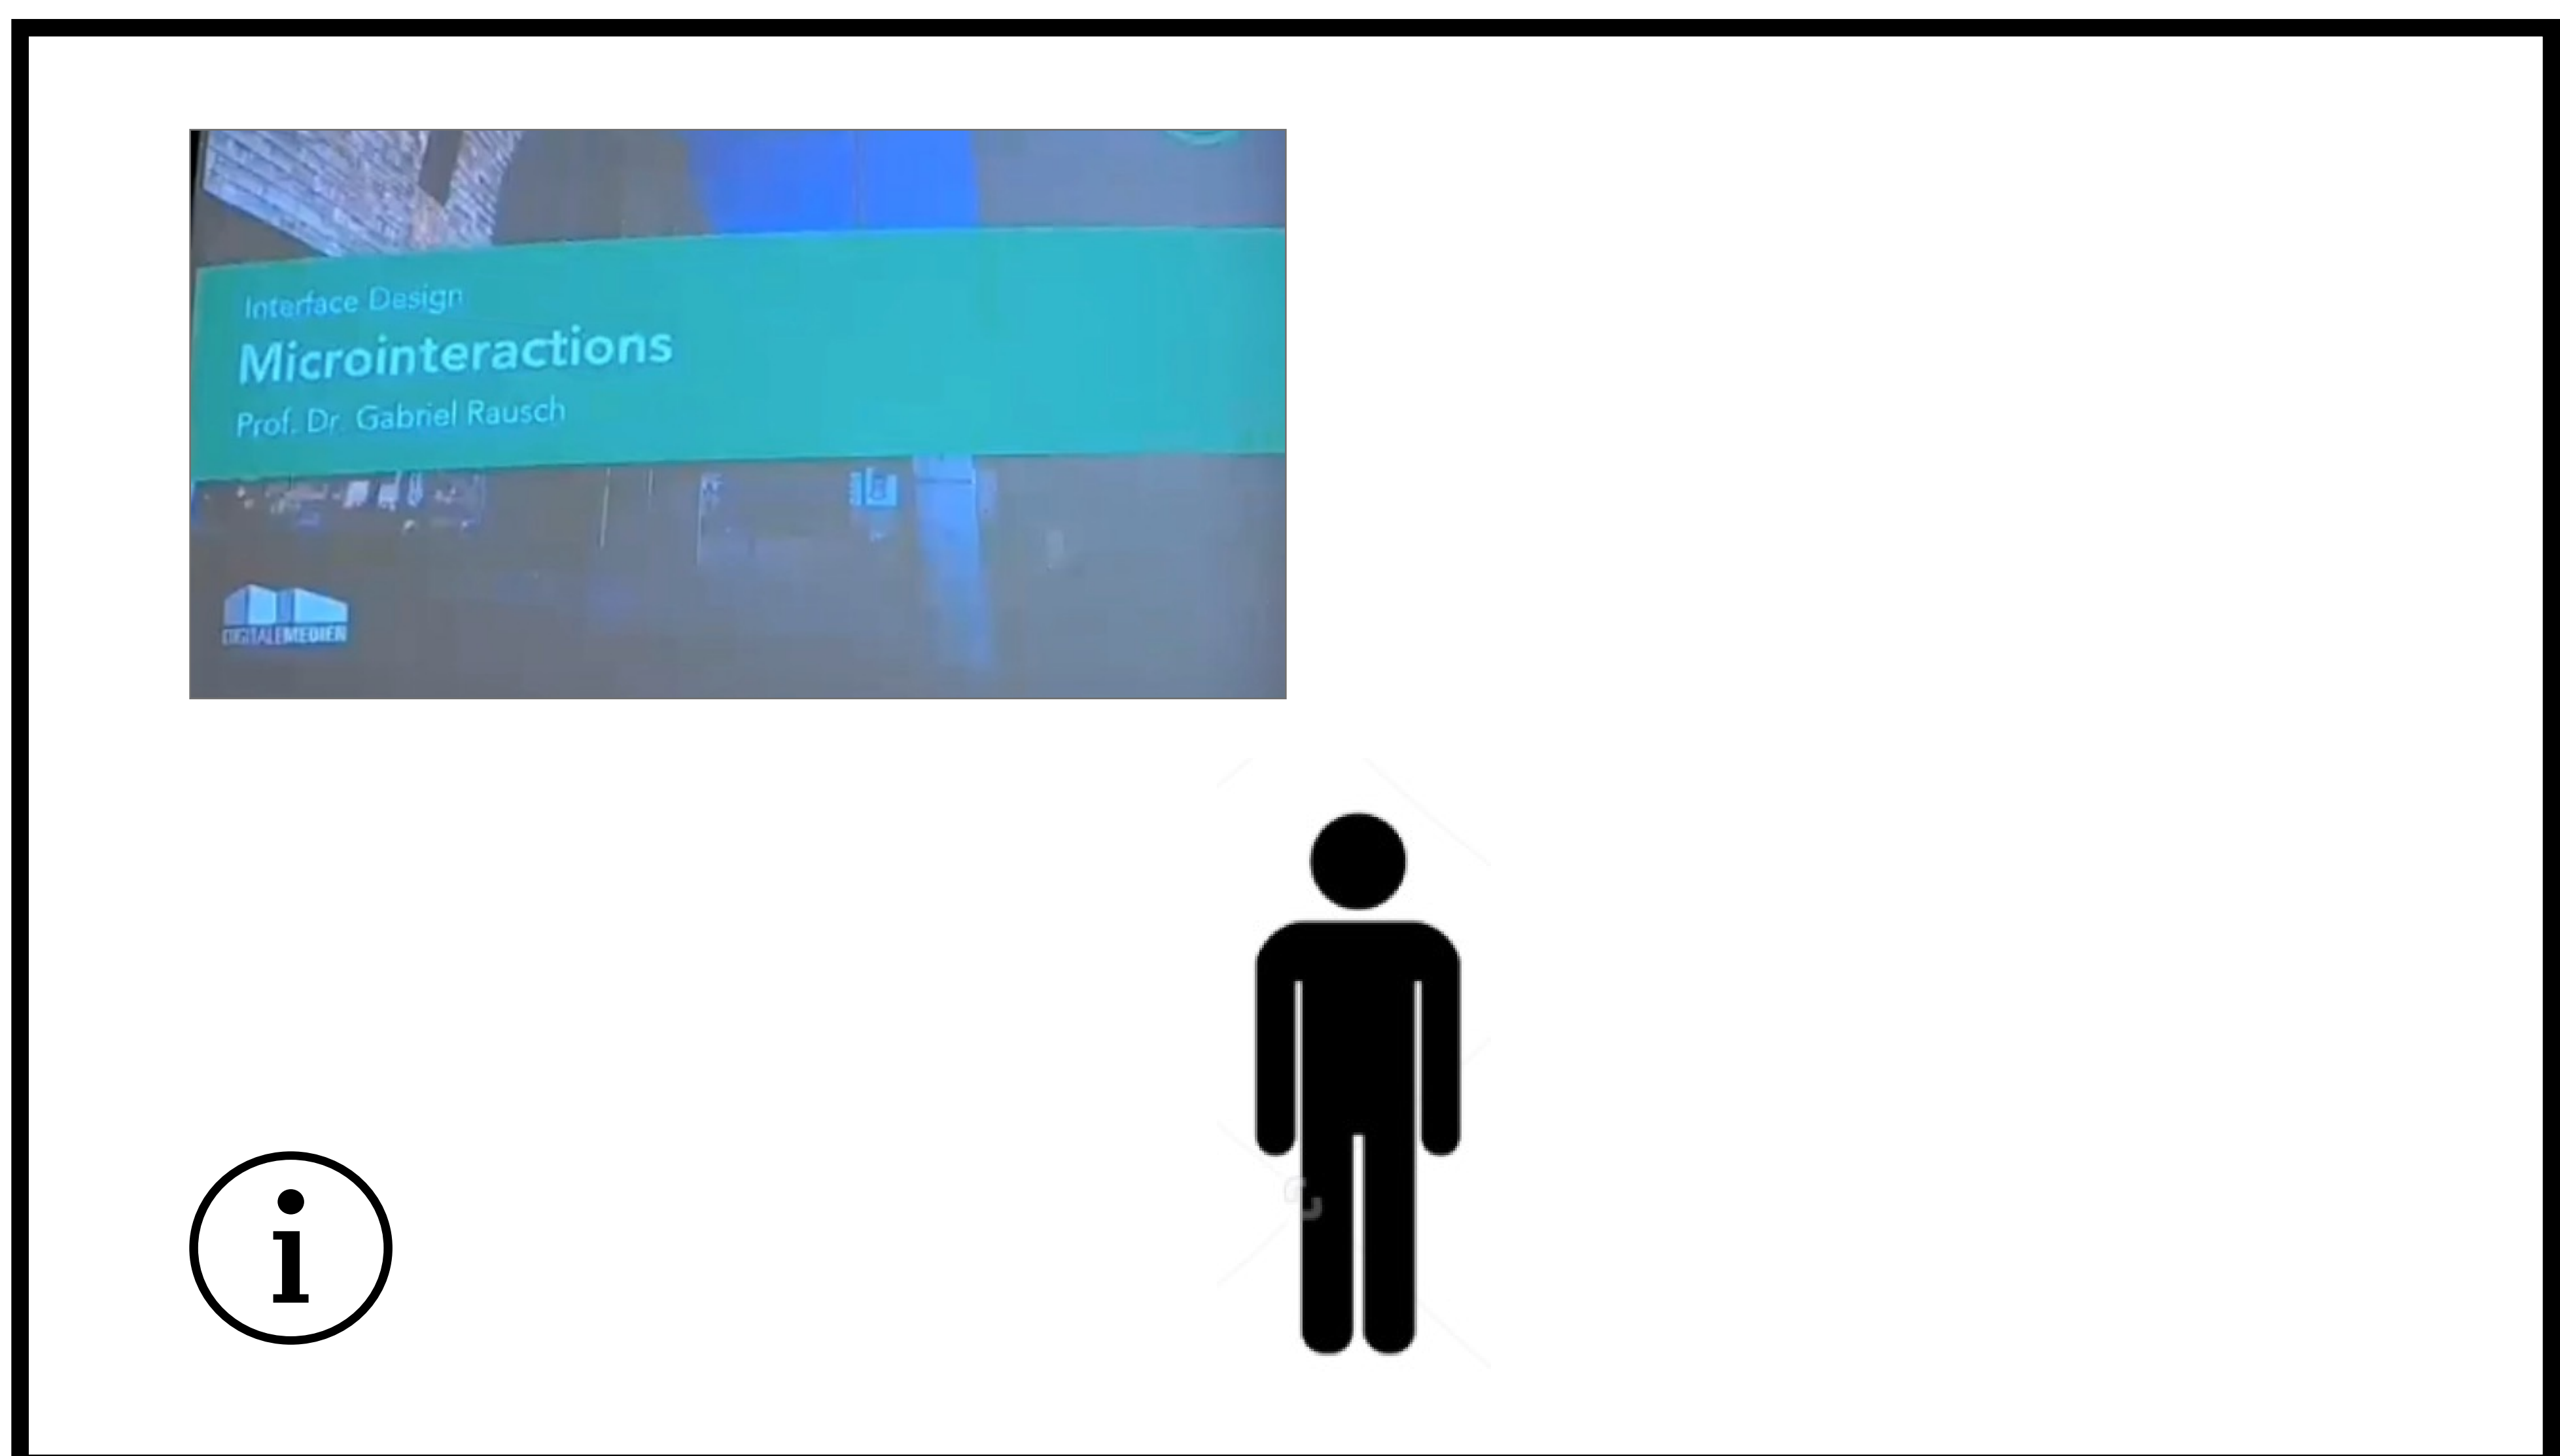 Interface Design
Microinteractions
Prof. Dr. Gabriel Rausch
DIGITALEMEDIEN
i